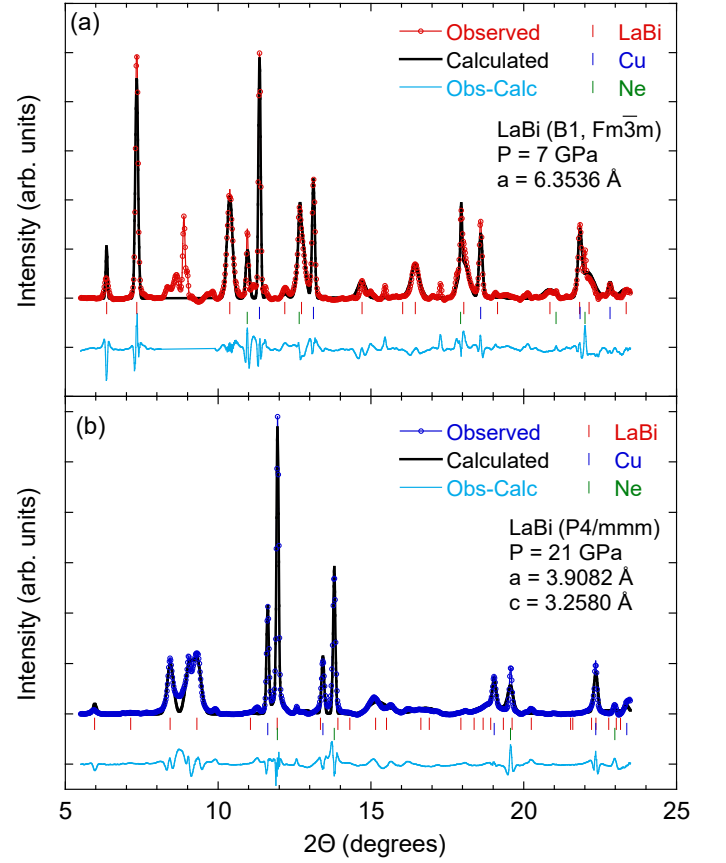 (a)
Observed
LaBi
Calculated
Cu
Obs-Calc
Ne
LaBi (B1, Fm3̅m)
P = 7 GPa
a = 6.3536 Å
Intensity (arb. units)
(b)
Observed
LaBi
Calculated
Cu
Obs-Calc
Ne
LaBi (P4/mmm)
P = 21 GPa
a = 3.9082 Å
c = 3.2580 Å
Intensity (arb. units)
5 10 15 20 25
2Θ (degrees)